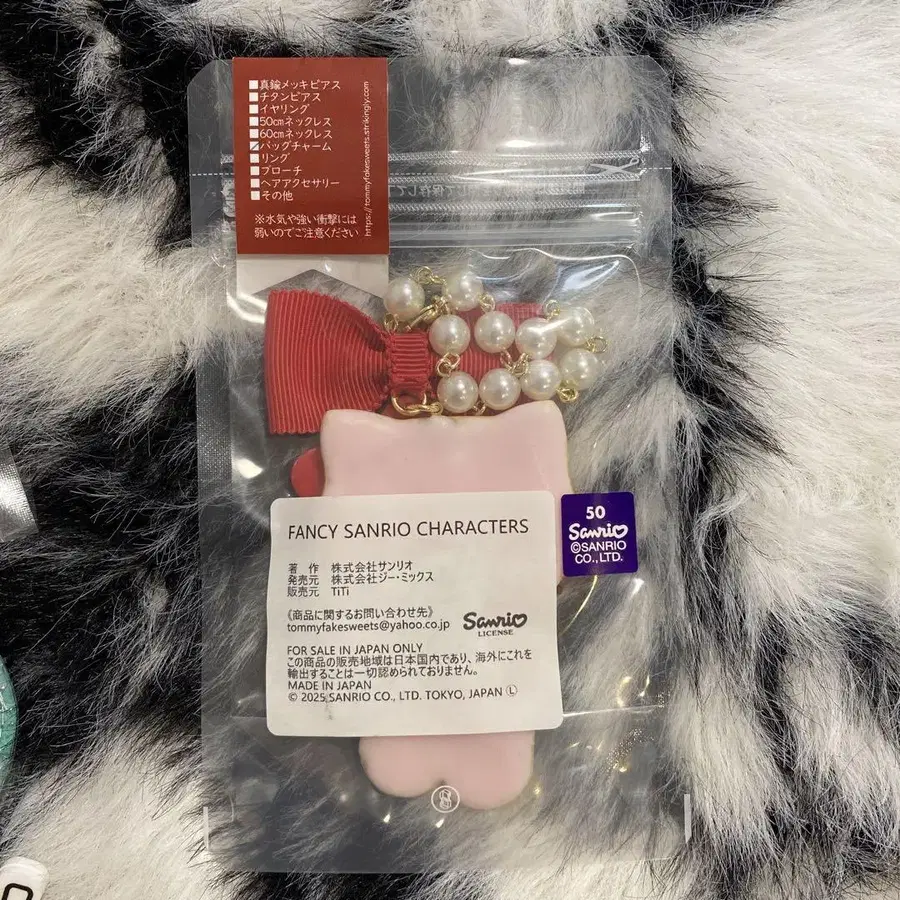 ■真鍮メッキピアス
■チタンピアス
■イヤリング
■50cmネックレス
■60cmネックレス
☑バッグチャーム
■リング
■ブローチ
■ヘアアクセサリー
■その他
※水気や強い衝撃には
弱いのでご注意ください
https://tommyfakesweets.strikingly.com
FANCY SANRIO CHARACTERS
著 作 株式会社サンリオ
発売元 株式会社ジー・ミックス
販売元 TiTi
《商品に関するお問い合わせ先》
tommyfakesweets@yahoo.co.jp
Sanrio
LICENSE
FOR SALE IN JAPAN ONLY
この商品の販売地域は日本国内であり、海外にこれを
輸出することは一切認められておりません。
MADE IN JAPAN
© 2025 SANRIO CO., LTD. TOKYO, JAPAN Ⓛ
50
Sanrio
©SANRIO
CO., LTD.